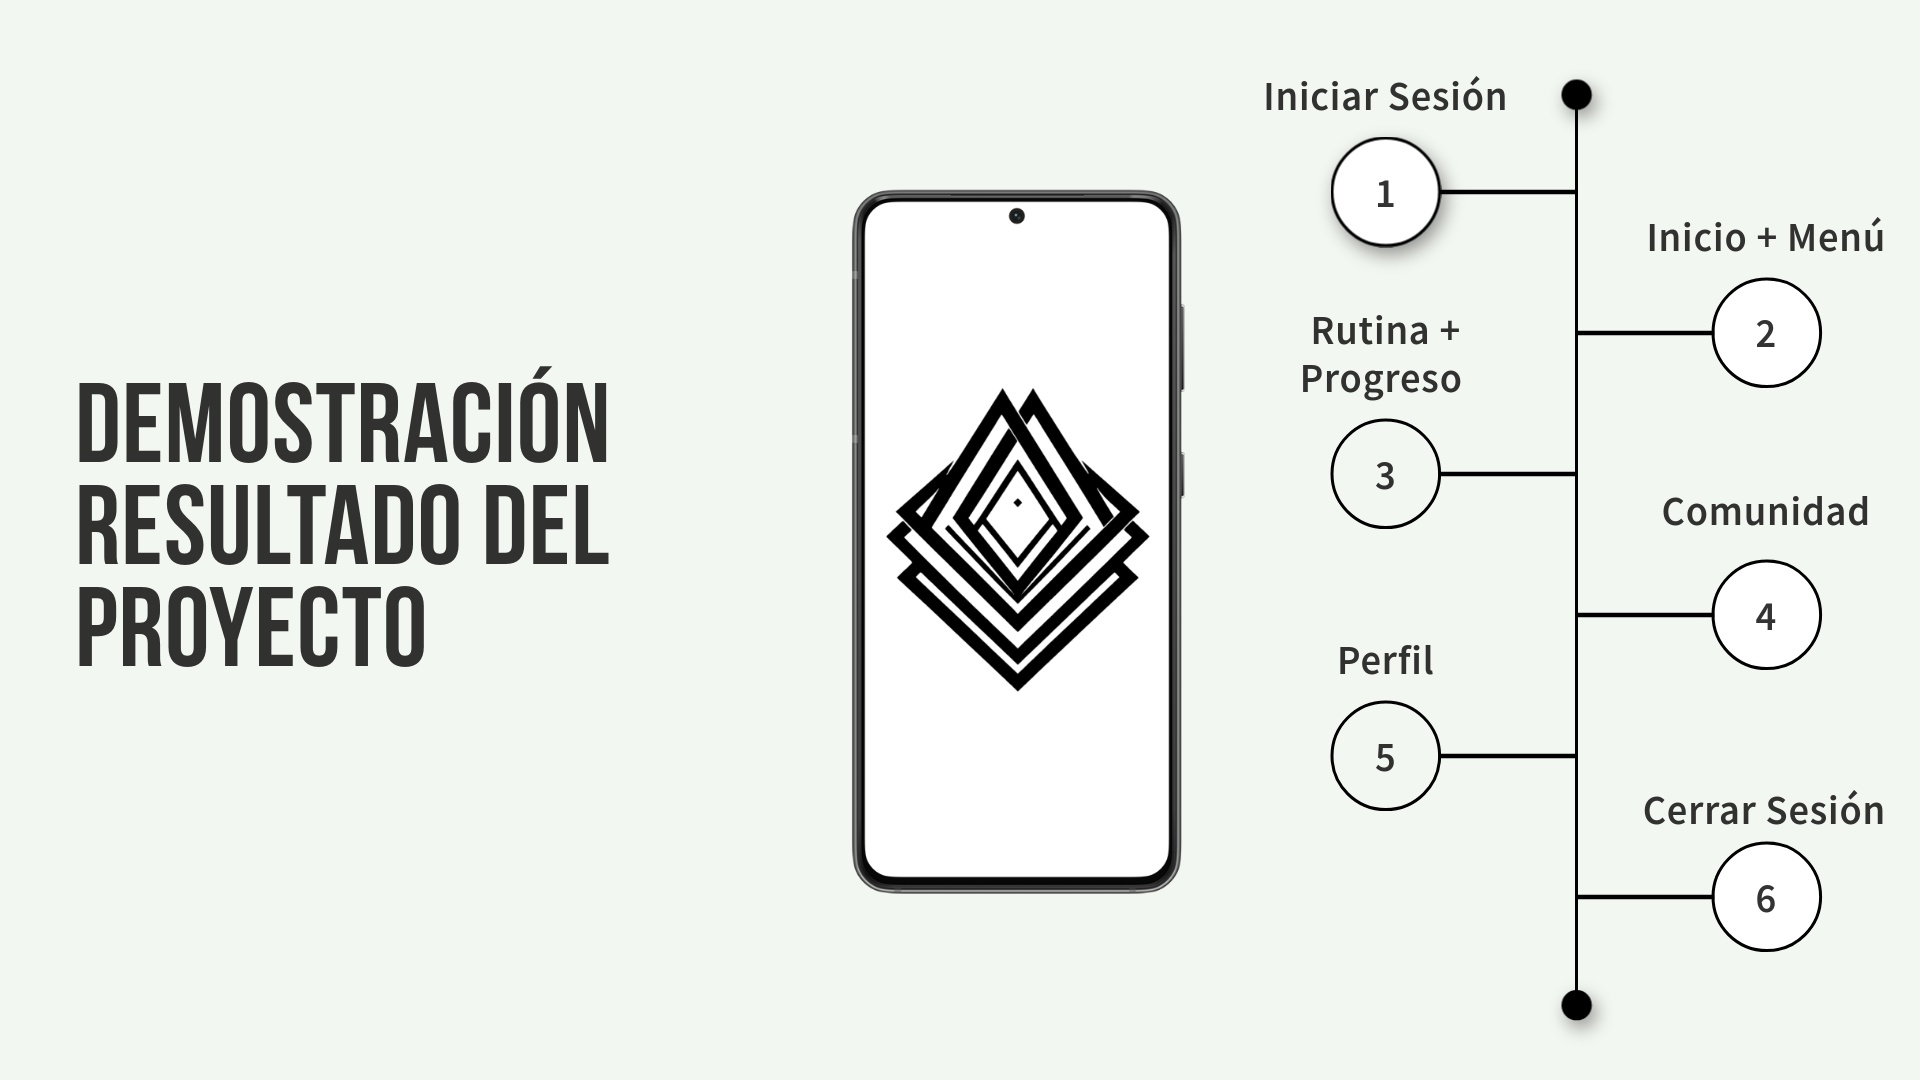 DEMOSTRACIÓN
RESULTADO DEL
PROYECTO
Iniciar Sesión
1
Inicio + Menú
2
Rutina +
Progreso
3
Comunidad
4
Perfil
5
Cerrar Sesión
6